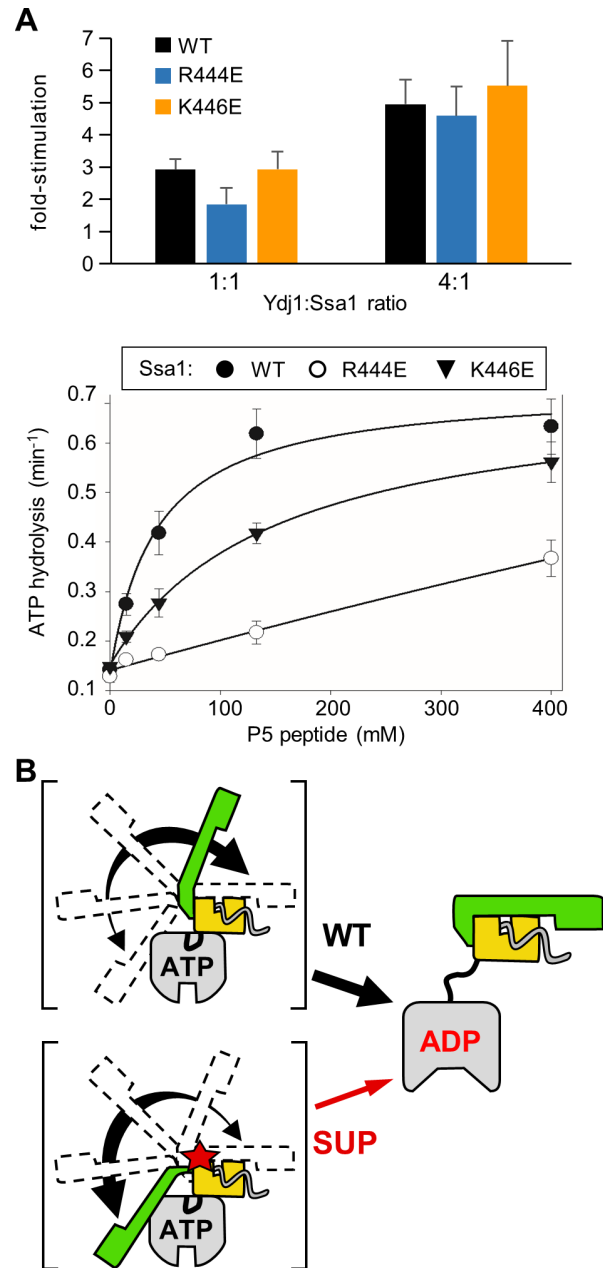 A
7
6
5
4
3
2
1
0
fold-stimulation
WT
R444E
K446E
1:1
4:1
Ydj1:Ssa1 ratio
Ssa1: WT R444E K446E
0.7
0.6
0.5
0.4
0.3
0.2
0.1
ATP hydrolysis (min⁻¹)
0 100 200 300 400
P5 peptide (mM)
B
ATP
WT
ADP
SUP
ATP